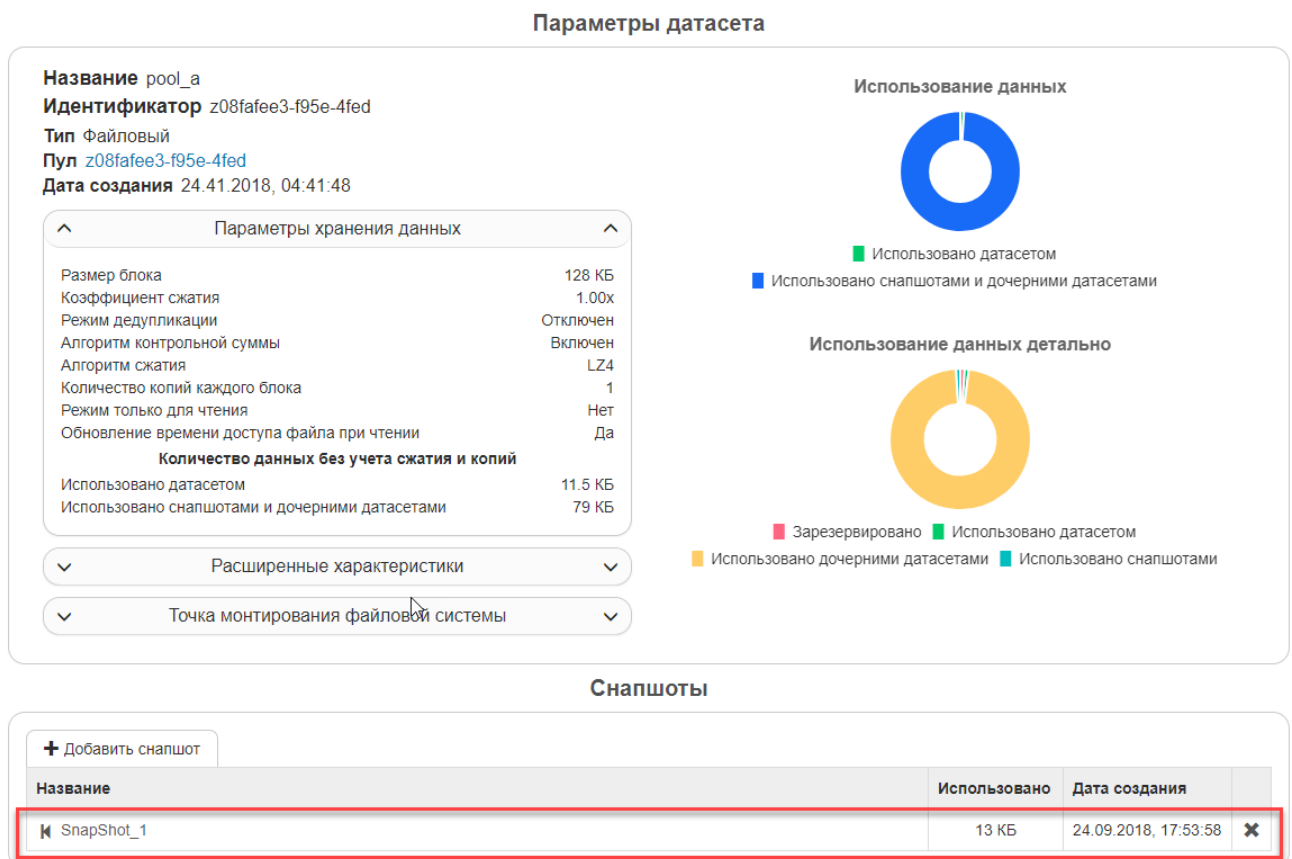 Параметры датасета
Название pool_a
Идентификатор z08fafee3-f95e-4fed
Тип Файловый
Пул z08fafee3-f95e-4fed
Дата создания 24.41.2018, 04:41:48
Параметры хранения данных
Размер блока 128 КБ
Коэффициент сжатия 1.00x
Режим дедупликации Отключен
Алгоритм контрольной суммы Включен
Алгоритм сжатия LZ4
Количество копий каждого блока 1
Режим только для чтения Нет
Обновление времени доступа файла при чтении Да
Количество данных без учета сжатия и копий
Использовано датасетом 11.5 КБ
Использовано снапшотами и дочерними датасетами 79 КБ
Расширенные характеристики
Точка монтирования файловой системы
Использование данных
Использовано датасетом
Использовано снапшотами и дочерними датасетами
Использование данных детально
Зарезервировано Использовано датасетом
Использовано дочерними датасетами Использовано снапшотами
Снапшоты
Добавить снапшот
Название Использовано Дата создания
SnapShot_1 13 КБ 24.09.2018, 17:53:58